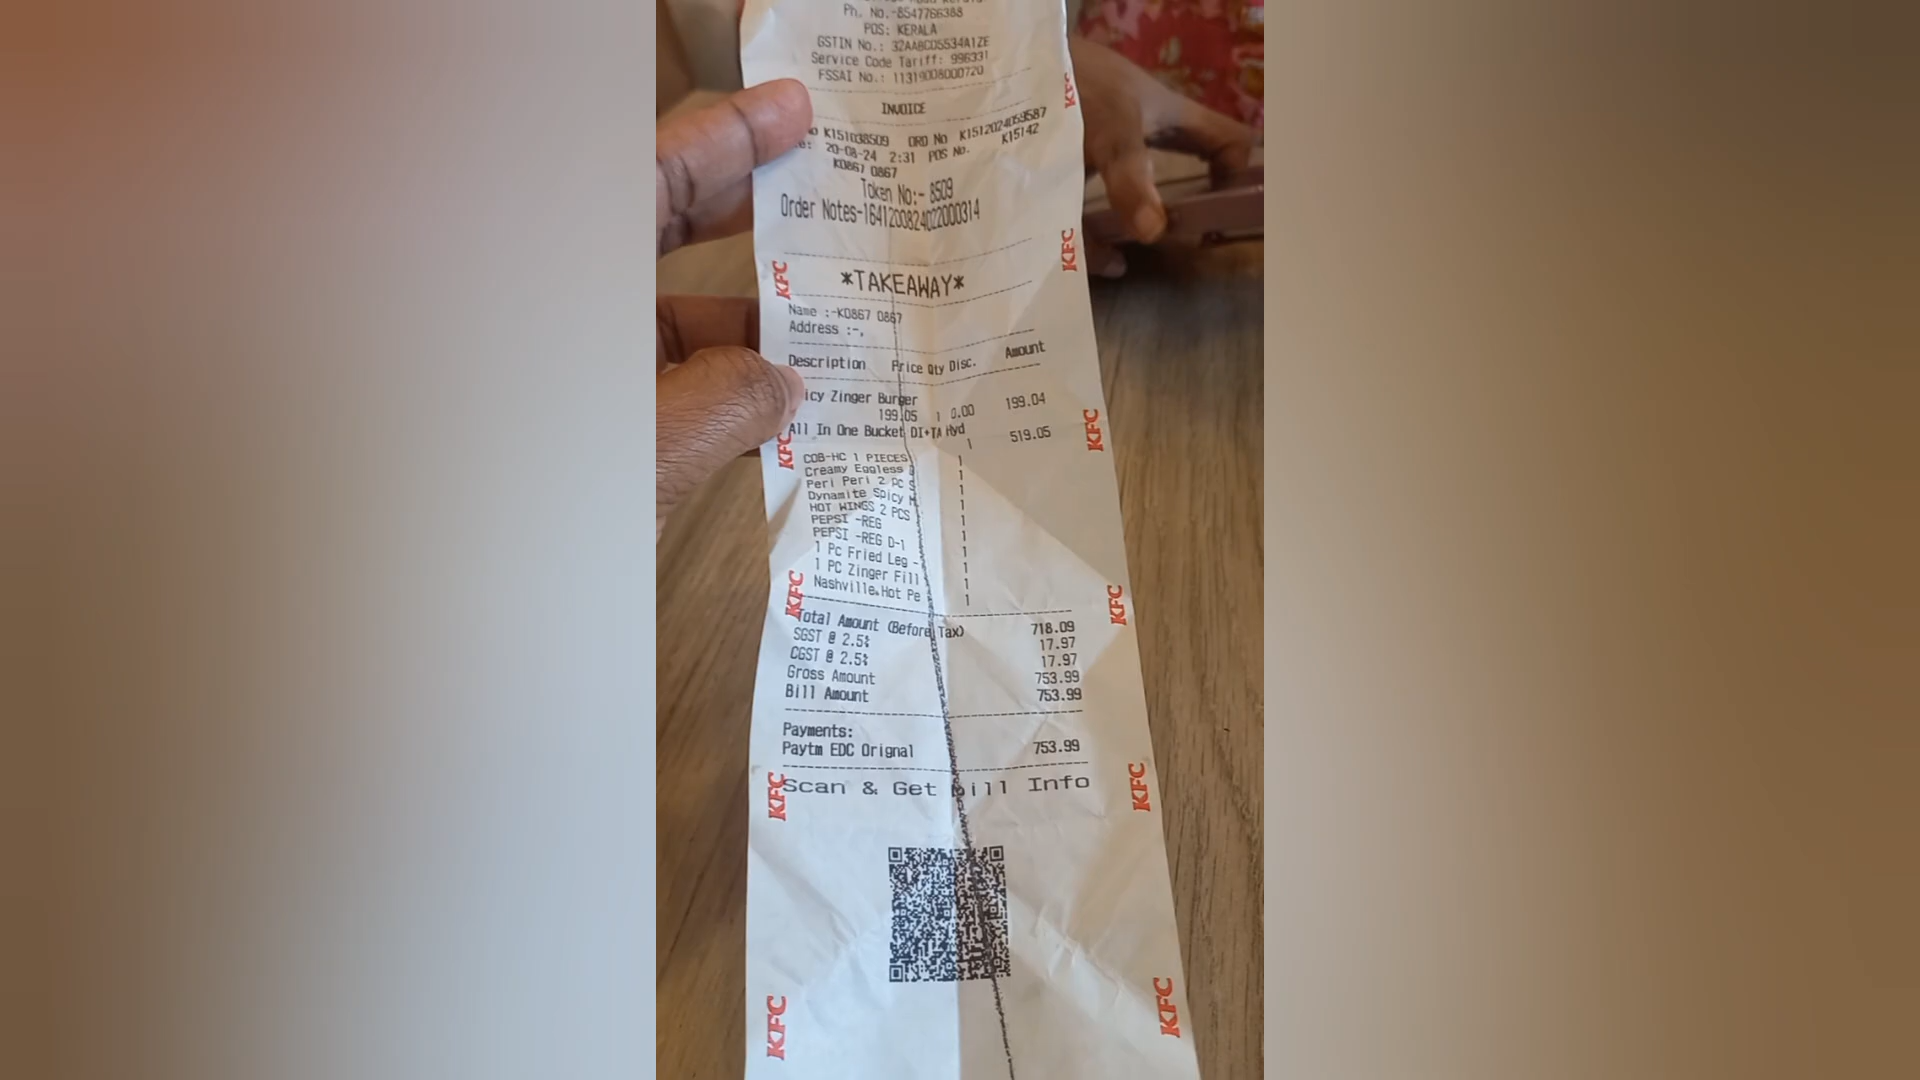 Ph. No.-8547766388
POS: KERALA
GSTIN No.: 32AABCD5534A1ZE
Service Code Tariff: 996331
FSSAI No.: 11319008000720
INVOICE
K151038509 ORD No K1512024059587
20-08-24 2:31 POS No. K15142
K0867 0867
Token No:- 8509
Order Notes-1641200824022000314
*TAKEAWAY*
Name :-K0867 0867
Address :-,
Description Price Qty Disc. Amount
icy Zinger Burger
199.05 1 0.00 199.04
All In One Bucket DI+TA Hyd
1 519.05
COB-HC 1 PIECES 1
Creamy Eggless 1
Peri Peri 2 PC S 1
Dynamite Spicy M 1
HOT WINGS 2 PCS 1
PEPSI -REG 1
PEPSI -REG D-1 1
1 Pc Fried Leg - 1
1 PC Zinger Fill 1
Nashville Hot Pe 1
Total Amount (Before Tax) 718.09
SGST @ 2.5% 17.97
CGST @ 2.5% 17.97
Gross Amount 753.99
Bill Amount 753.99
Payments:
Paytm EDC Orignal 753.99
Scan & Get bill Info
KFC
KFC
KFC
KFC
KFC
KFC
KFC
KFC
KFC
KFC
KFC
KFC